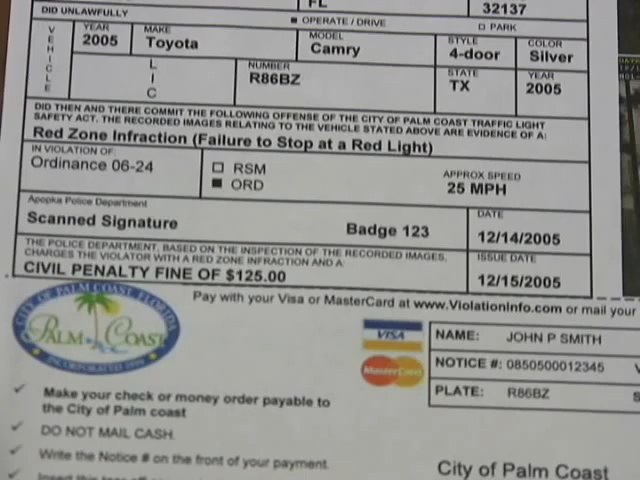 FL
32137
DID UNLAWFULLY
■ OPERATE / DRIVE
□ PARK
VEHICLE
YEAR
2005
MAKE
Toyota
MODEL
Camry
STYLE
4-door
COLOR
Silver
LIC
NUMBER
R86BZ
STATE
TX
YEAR
2005
DID THEN AND THERE COMMIT THE FOLLOWING OFFENSE OF THE CITY OF PALM COAST TRAFFIC LIGHT
SAFETY ACT. THE RECORDED IMAGES RELATING TO THE VEHICLE STATED ABOVE ARE EVIDENCE OF A:
Red Zone Infraction (Failure to Stop at a Red Light)
IN VIOLATION OF:
Ordinance 06-24
□ RSM
■ ORD
APPROX SPEED
25 MPH
Apopka Police Department
Scanned Signature
Badge 123
DATE
12/14/2005
THE POLICE DEPARTMENT, BASED ON THE INSPECTION OF THE RECORDED IMAGES,
CHARGES THE VIOLATOR WITH A RED ZONE INFRACTION AND A:
CIVIL PENALTY FINE OF $125.00
ISSUE DATE
12/15/2005
Pay with your Visa or MasterCard at www.ViolationInfo.com or mail your
CITY OF PALM COAST, FLORIDA
PALM COAST
INCORPORATED 1999
VISA
MasterCard
NAME: JOHN P SMITH
NOTICE #: 0850500012345
PLATE: R86BZ
✓ Make your check or money order payable to
the City of Palm coast
✓ DO NOT MAIL CASH.
✓ Write the Notice # on the front of your payment.
City of Palm Coast